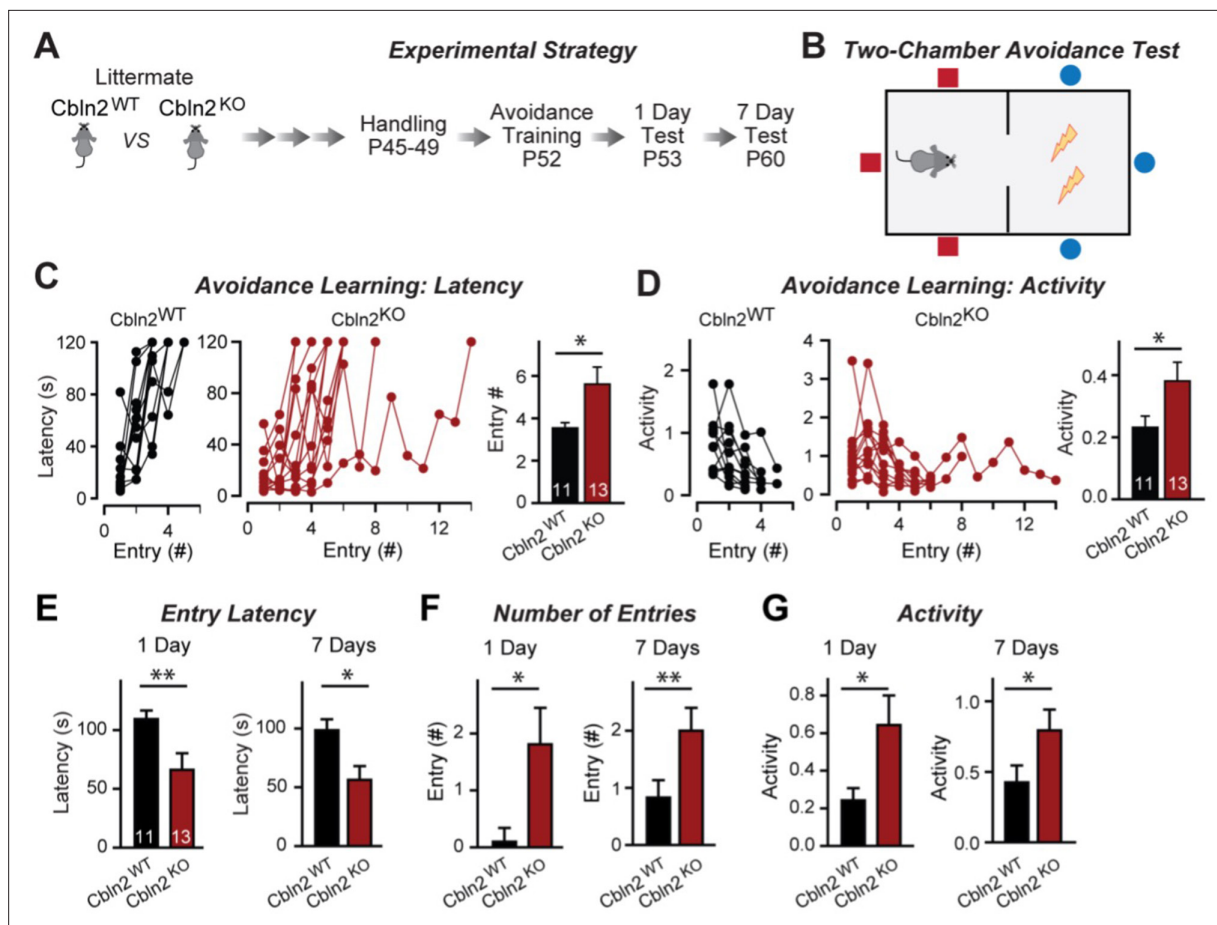 A
Experimental Strategy
Littermate
Cbln2WT VS Cbln2KO
Handling
P45-49
Avoidance
Training
P52
1 Day
Test
P53
7 Day
Test
P60
B
Two-Chamber Avoidance Test
C
Avoidance Learning: Latency
Cbln2WT
Cbln2KO
Latency (s)
120
80
40
0
0 4
Entry (#)
120
80
40
0
0 4 8 12
Entry (#)
*
Entry #
6
4
2
0
11 13
Cbln2WT
Cbln2KO
D
Avoidance Learning: Activity
Cbln2WT
Cbln2KO
Activity
2
1
0
0 4
Entry (#)
4
3
2
1
0
0 4 8 12
Entry (#)
*
Activity
0.4
0.2
0.0
11 13
Cbln2WT
Cbln2KO
E
Entry Latency
1 Day
**
Latency (s)
100
50
0
11 13
Cbln2WT
Cbln2KO
7 Days
*
Latency (s)
100
50
0
Cbln2WT
Cbln2KO
F
Number of Entries
1 Day
*
Entry (#)
2
1
0
Cbln2WT
Cbln2KO
7 Days
**
Entry (#)
2
1
0
Cbln2WT
Cbln2KO
G
Activity
1 Day
*
Activity
0.8
0.6
0.4
0.2
0.0
Cbln2WT
Cbln2KO
7 Days
*
Activity
1.0
0.5
0.0
Cbln2WT
Cbln2KO